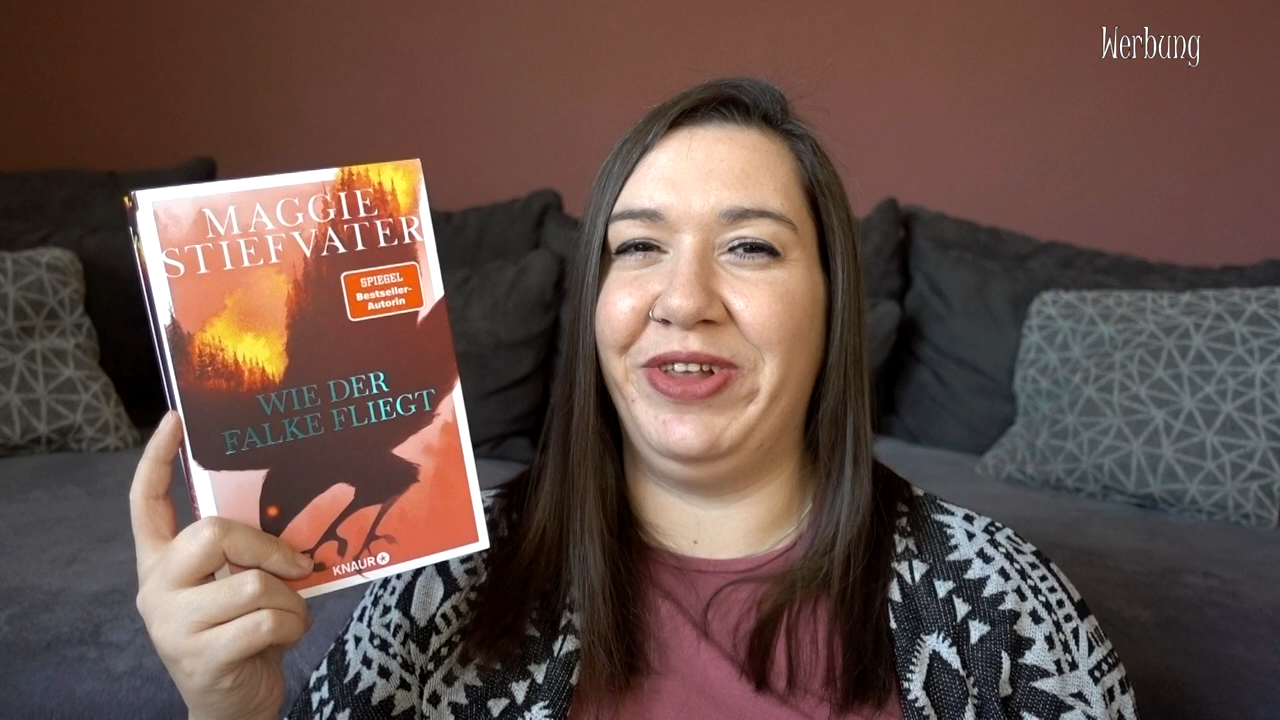 Werbung
MAGGIE
STIEFVATER
SPIEGEL
Bestseller-
Autorin
WIE DER
FALKE FLIEGT
KNAUR